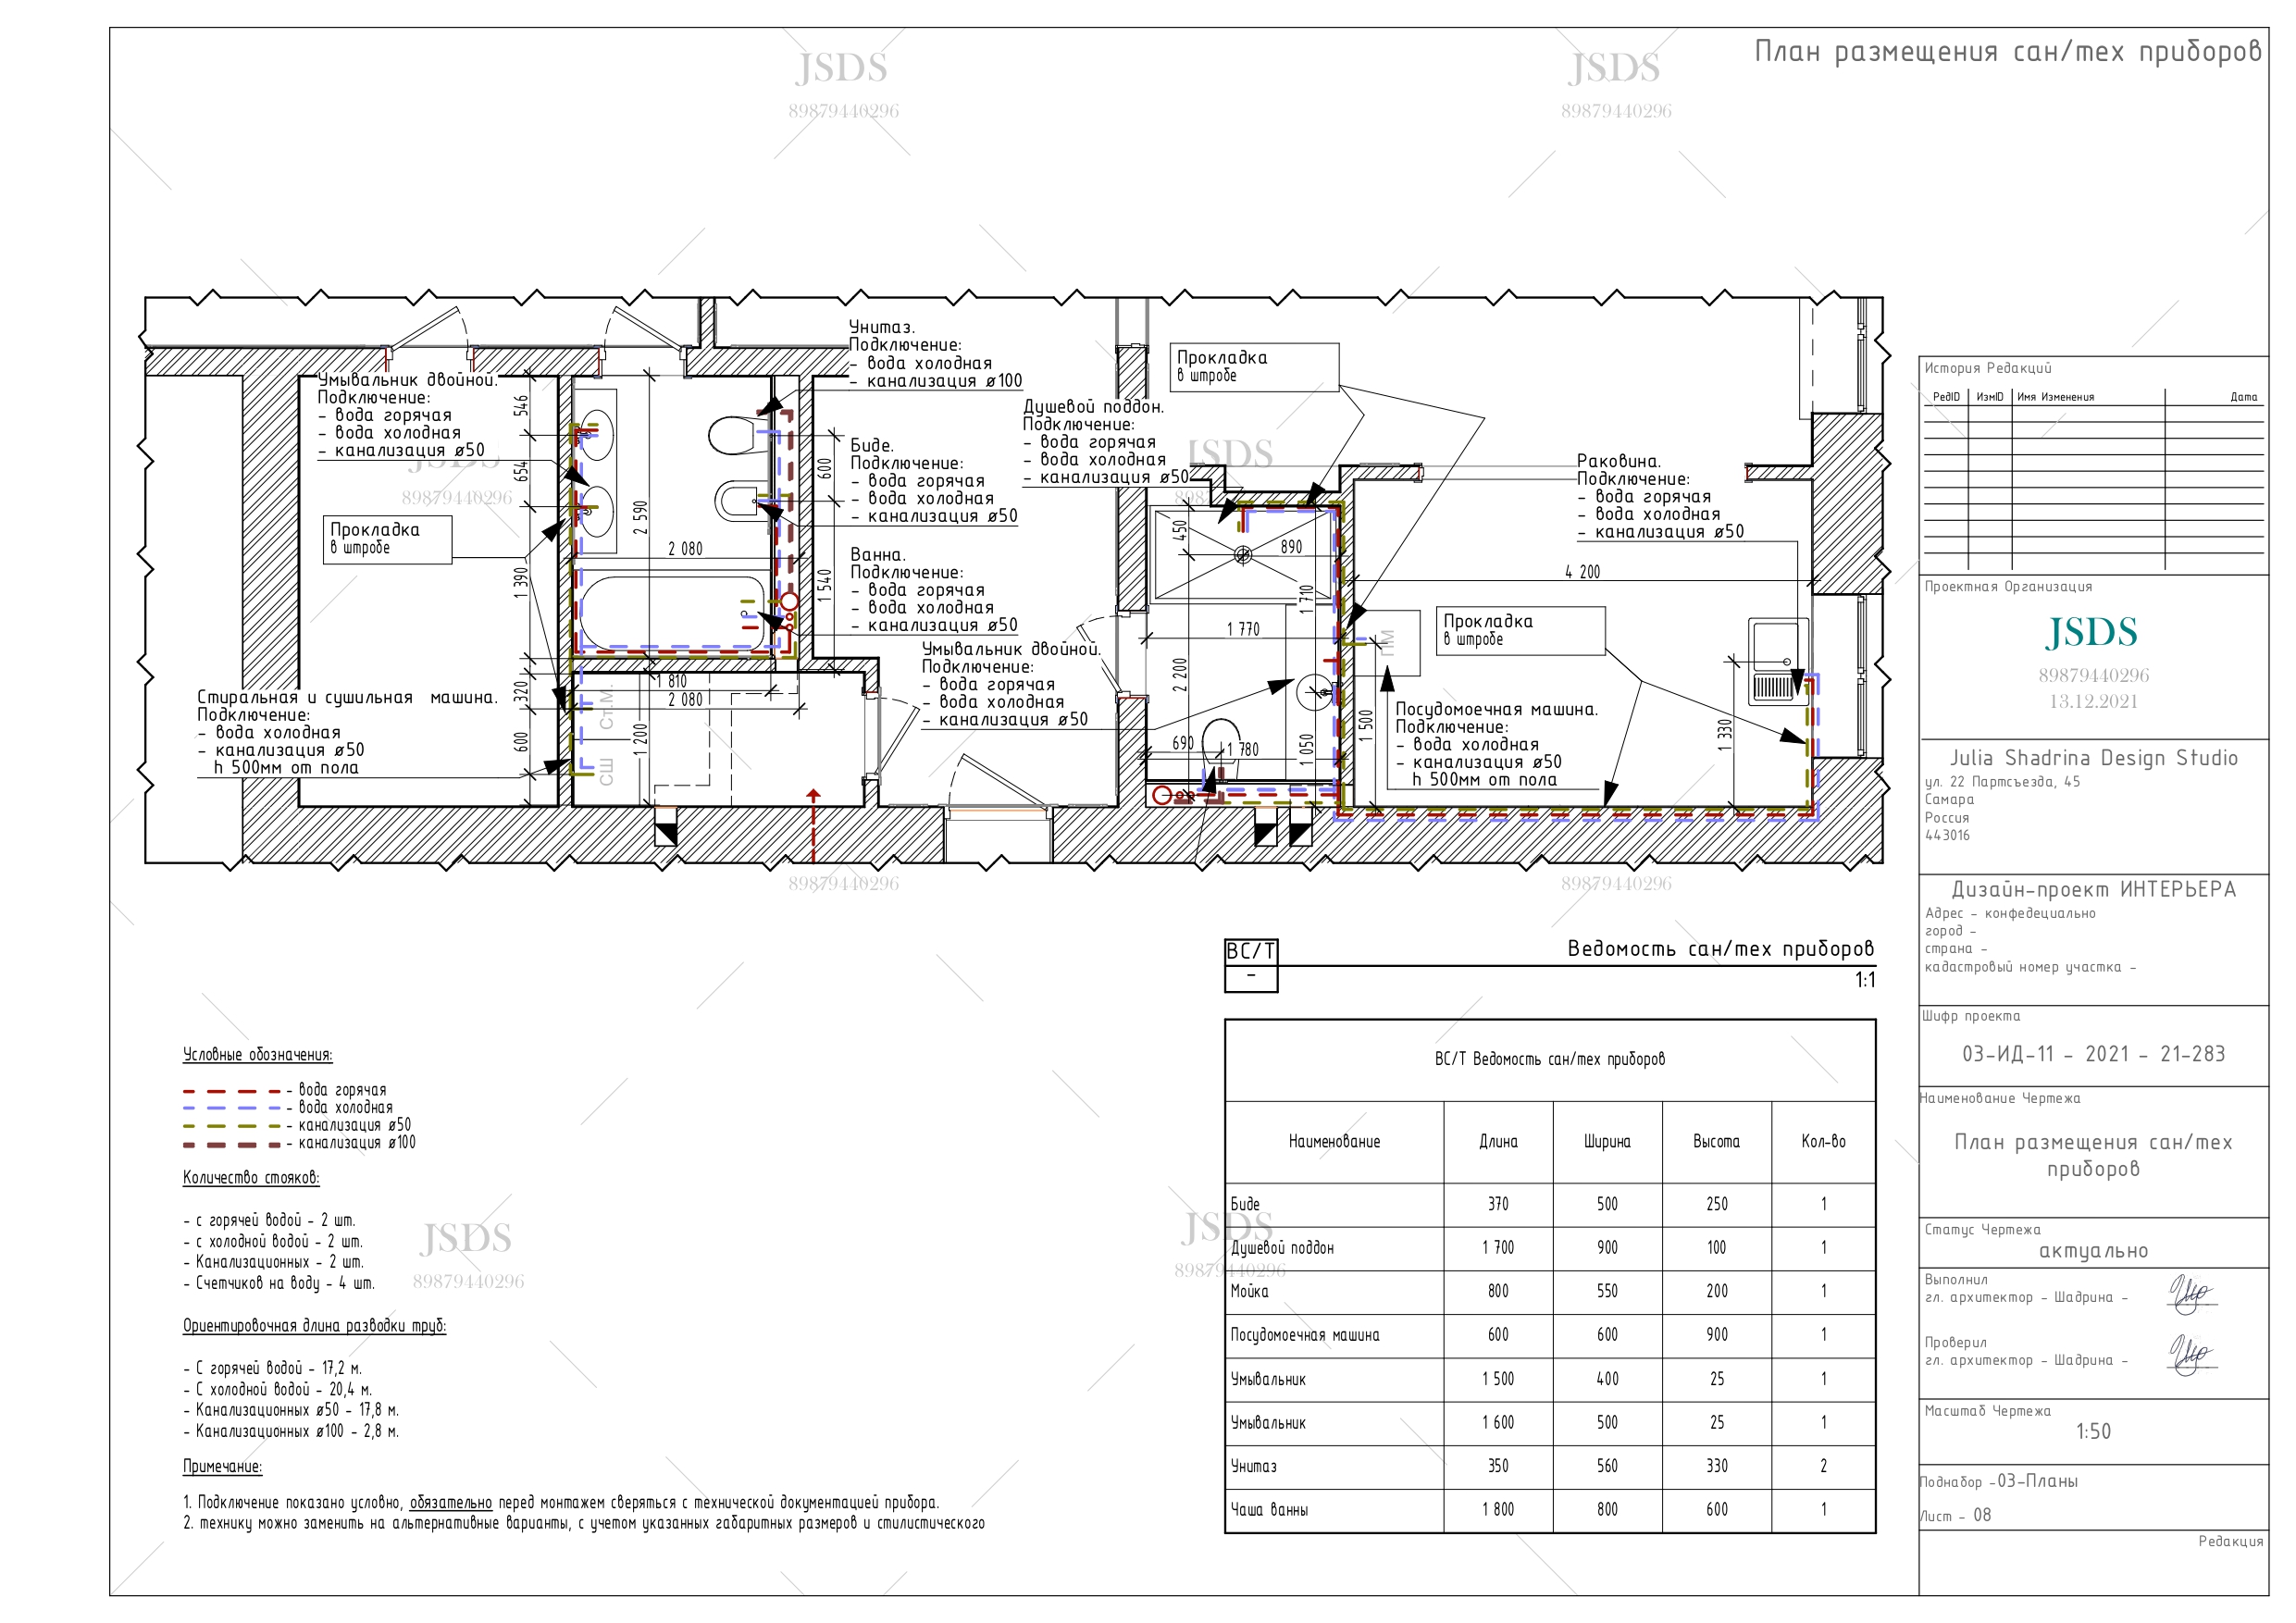 План размещения сан/тех приборов
JSDS
89879440296
JSDS
89879440296
JSDS
89879440296
JSDS
Умывальник двойной.
Подключение:
- вода горячая
- вода холодная
- канализация ø50
Прокладка
в штробе
Стиральная и сушильная машина.
Подключение:
- вода холодная
- канализация ø50
h 500мм от пола
Унитаз.
Подключение:
- вода холодная
- канализация ø100
Биде.
Подключение:
- вода горячая
- вода холодная
- канализация ø50
Ванна.
Подключение:
- вода горячая
- вода холодная
- канализация ø50
Умывальник двойной.
Подключение:
- вода горячая
- вода холодная
- канализация ø50
Душевой поддон.
Подключение:
- вода горячая
- вода холодная
- канализация ø50
Прокладка
в штробе
Раковина.
Подключение:
- вода горячая
- вода холодная
- канализация ø50
Прокладка
в штробе
Посудомоечная машина.
Подключение:
- вода холодная
- канализация ø50
h 500мм от пола
546
654
1 390
320
600
2 590
2 080
1 810
2 080
1 200
600
1 540
Ст.М.
СШ
450
890
1 710
1 770
2 200
690
1 780
1 050
ПМ
1 500
4 200
1 330
89879440296
89879440296
ВС/Т
-
Ведомость сан/тех приборов
1:1
ВС/Т Ведомость сан/тех приборов
Наименование Длина Ширина Высота Кол-во
Биде 370 500 250 1
Душевой поддон 1 700 900 100 1
Мойка 800 550 200 1
Посудомоечная машина 600 600 900 1
Умывальник 1 500 400 25 1
Умывальник 1 600 500 25 1
Унитаз 350 560 330 2
Чаша ванны 1 800 800 600 1
JSDS
89879440296
JSDS
89879440296
Условные обозначения:
- вода горячая
- вода холодная
- канализация ø50
- канализация ø100
Количество стояков:
- с горячей водой - 2 шт.
- с холодной водой - 2 шт.
- Канализационных - 2 шт.
- Счетчиков на воду - 4 шт.
Ориентировочная длина разводки труб:
- С горячей водой - 17,2 м.
- С холодной водой - 20,4 м.
- Канализационных ø50 - 17,8 м.
- Канализационных ø100 - 2,8 м.
Примечание:
1. Подключение показано условно, обязательно перед монтажем сверяться с технической документацией прибора.
2. технику можно заменить на альтернативные варианты, с учетом указанных габаритных размеров и стилистического
История Редакций
РедID ИзмID Имя Изменения Дата
Проектная Организация
JSDS
89879440296
13.12.2021
Julia Shadrina Design Studio
ул. 22 Партсъезда, 45
Самара
Россия
443016
Дизайн-проект ИНТЕРЬЕРА
Адрес - конфедециально
город -
страна -
кадастровый номер участка -
Шифр проекта
03-ИД-11 - 2021 - 21-283
Наименование Чертежа
План размещения сан/тех
приборов
Статус Чертежа
актуально
Выполнил
гл. архитектор - Шадрина -
Проверил
гл. архитектор - Шадрина -
Масштаб Чертежа
1:50
Поднабор -03-Планы
Лист - 08
Редакция